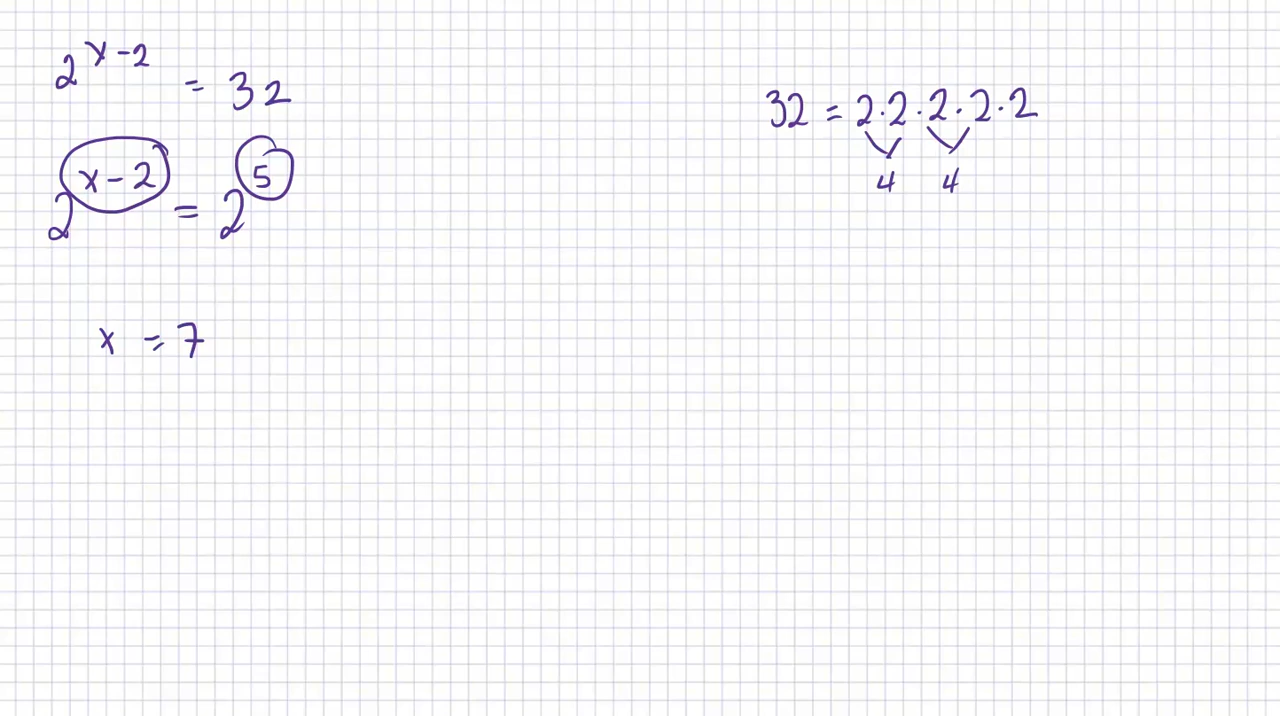 2^{x-2} = 32
2^{x-2} = 2^{5}
x = 7
32 = 2·2·2·2·2
4 4